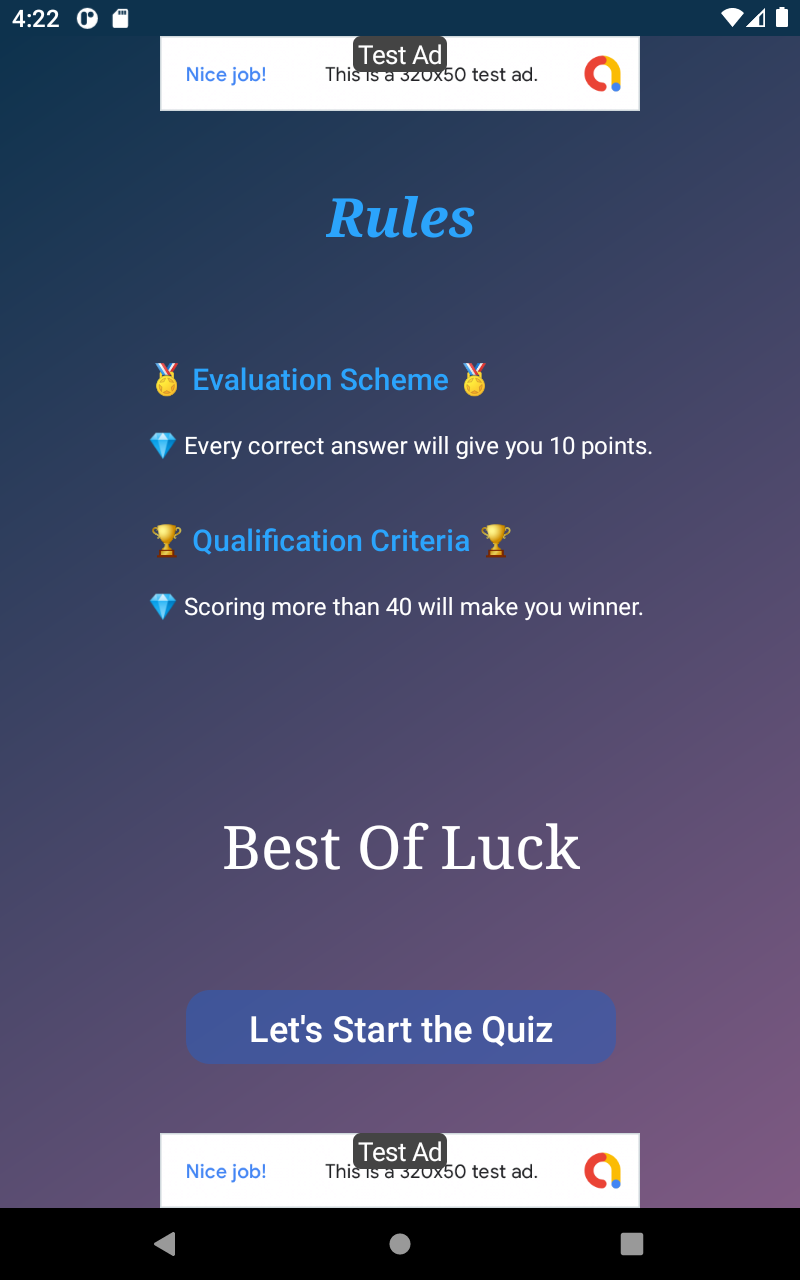 4:22
Test Ad
Nice job! This is a 320x50 test ad.
Rules
🏅 Evaluation Scheme 🏅
💎 Every correct answer will give you 10 points.
🏆 Qualification Criteria 🏆
💎 Scoring more than 40 will make you winner.
Best Of Luck
Let's Start the Quiz
Test Ad
Nice job! This is a 320x50 test ad.